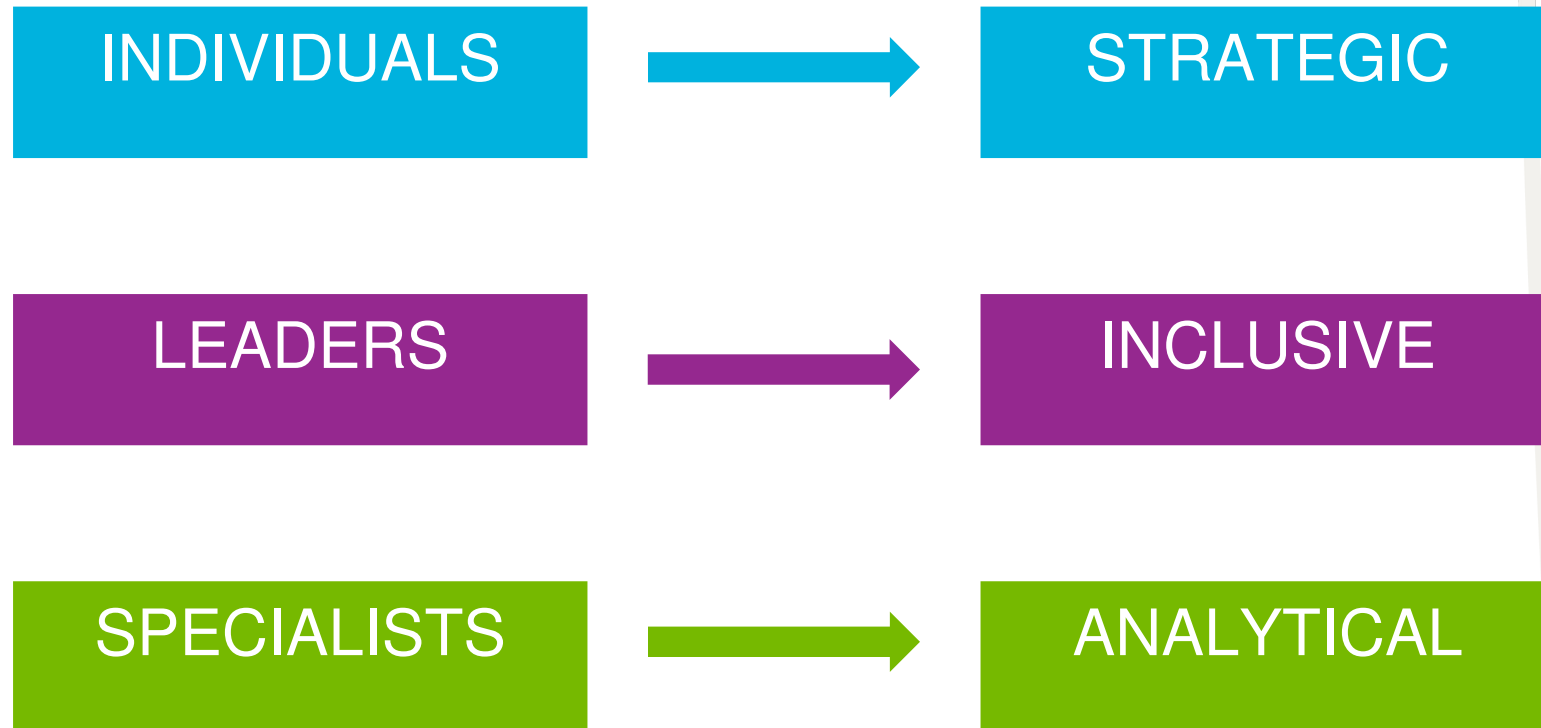 INDIVIDUALS
STRATEGIC
LEADERS
INCLUSIVE
SPECIALISTS
ANALYTICAL